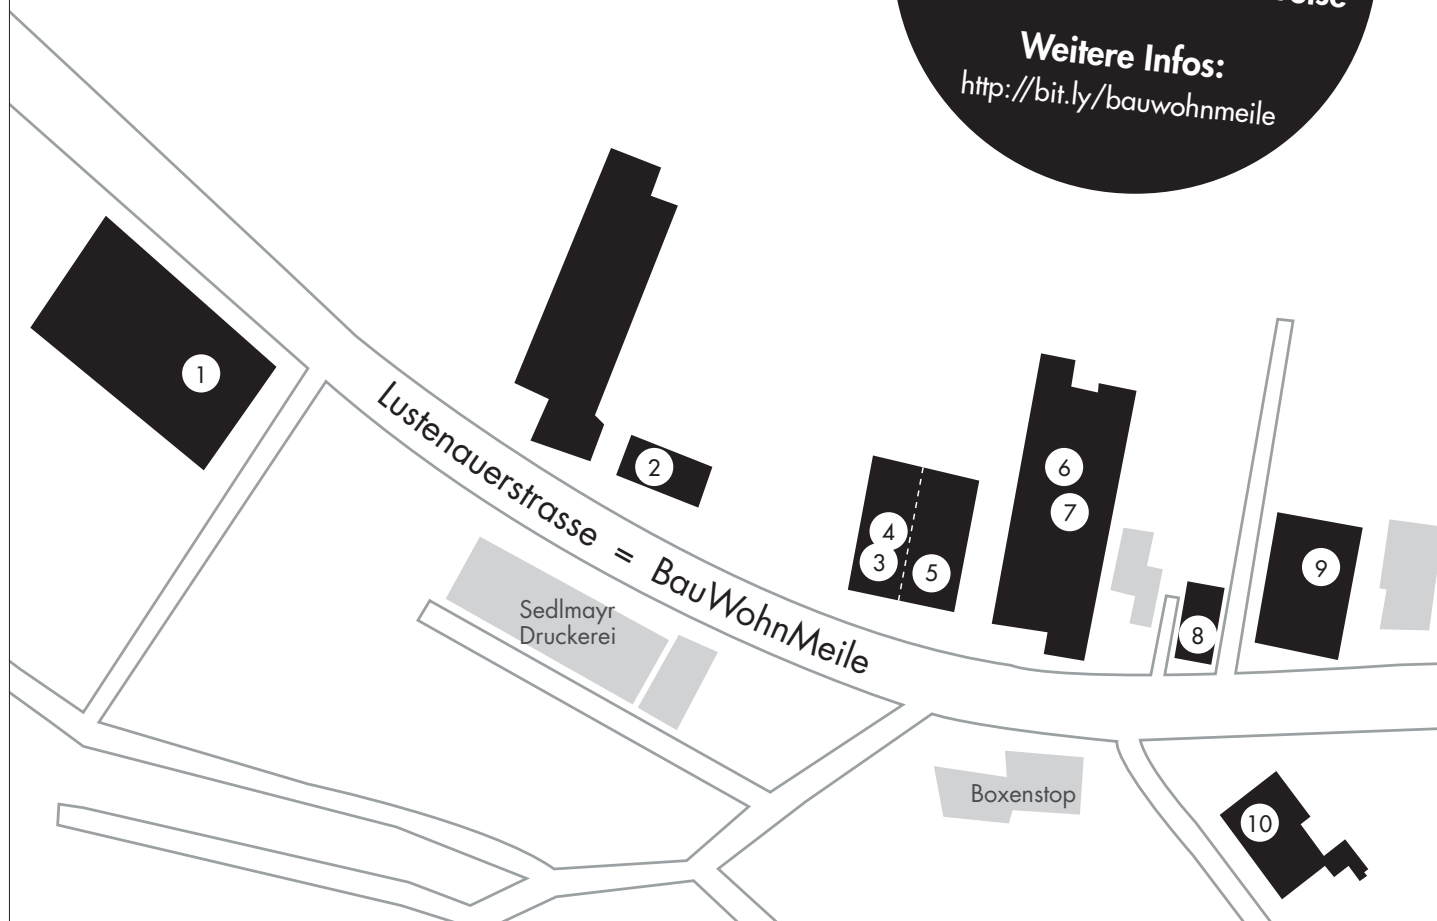 Weitere Infos:
http://bit.ly/bauwohnmeile
1
Lustenauerstrasse = BauWohnMeile
2
6
7
4
3
5
9
8
Sedlmayr
Druckerei
Boxenstop
10